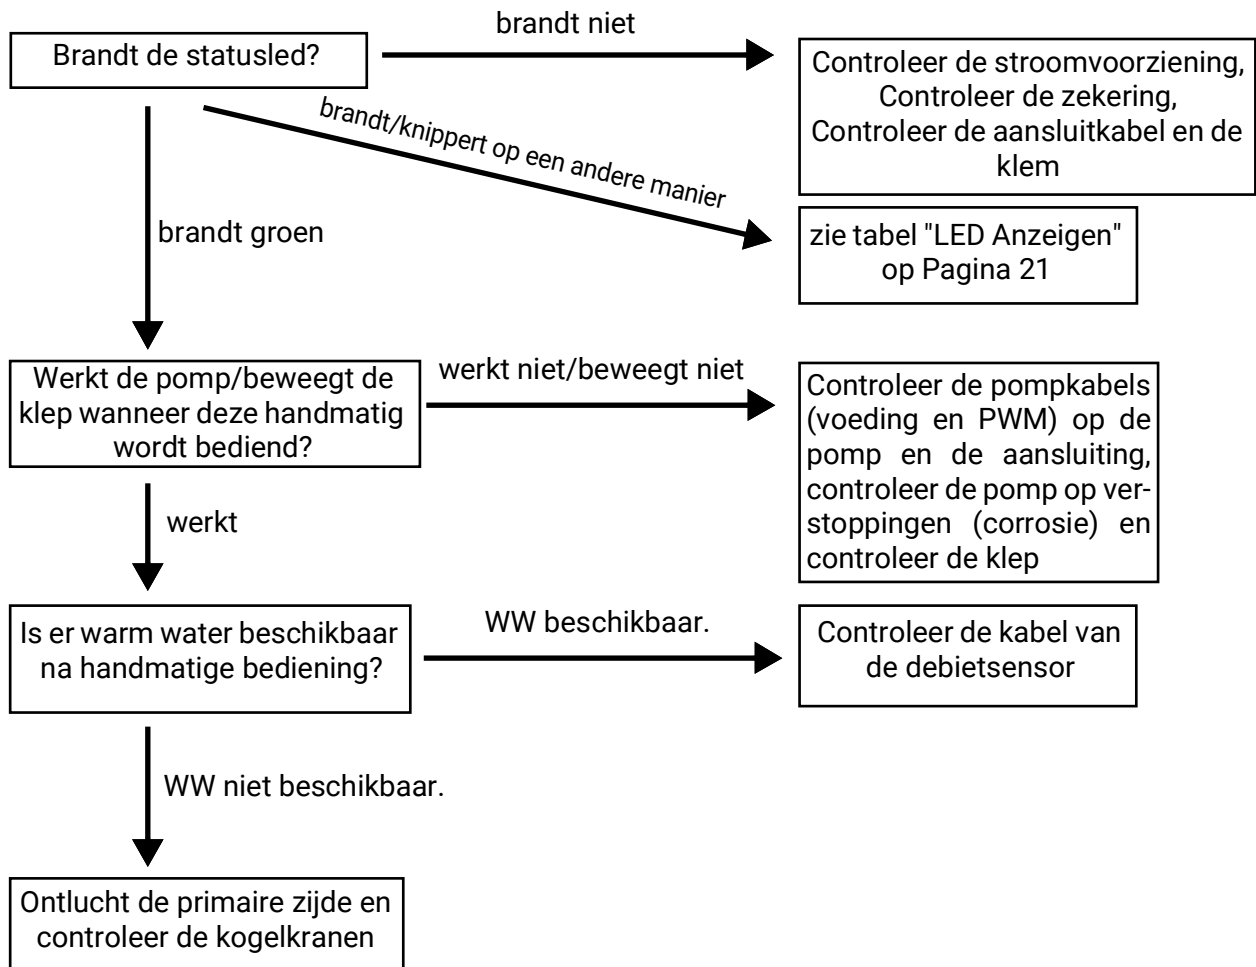 brandt niet
Brandt de statusled?
Controleer de stroomvoorziening,
Controleer de zekering,
Controleer de aansluitkabel en de
klem
brandt/knippert op een andere manier
zie tabel "LED Anzeigen"
op Pagina 21
brandt groen
Werkt de pomp/beweegt de
klep wanneer deze handmatig
wordt bediend?
werkt niet/beweegt niet
Controleer de pompkabels
(voeding en PWM) op de
pomp en de aansluiting,
controleer de pomp op ver-
stoppingen (corrosie) en
controleer de klep
werkt
Is er warm water beschikbaar
na handmatige bediening?
WW beschikbaar.
Controleer de kabel van
de debietsensor
WW niet beschikbaar.
Ontlucht de primaire zijde en
controleer de kogelkranen